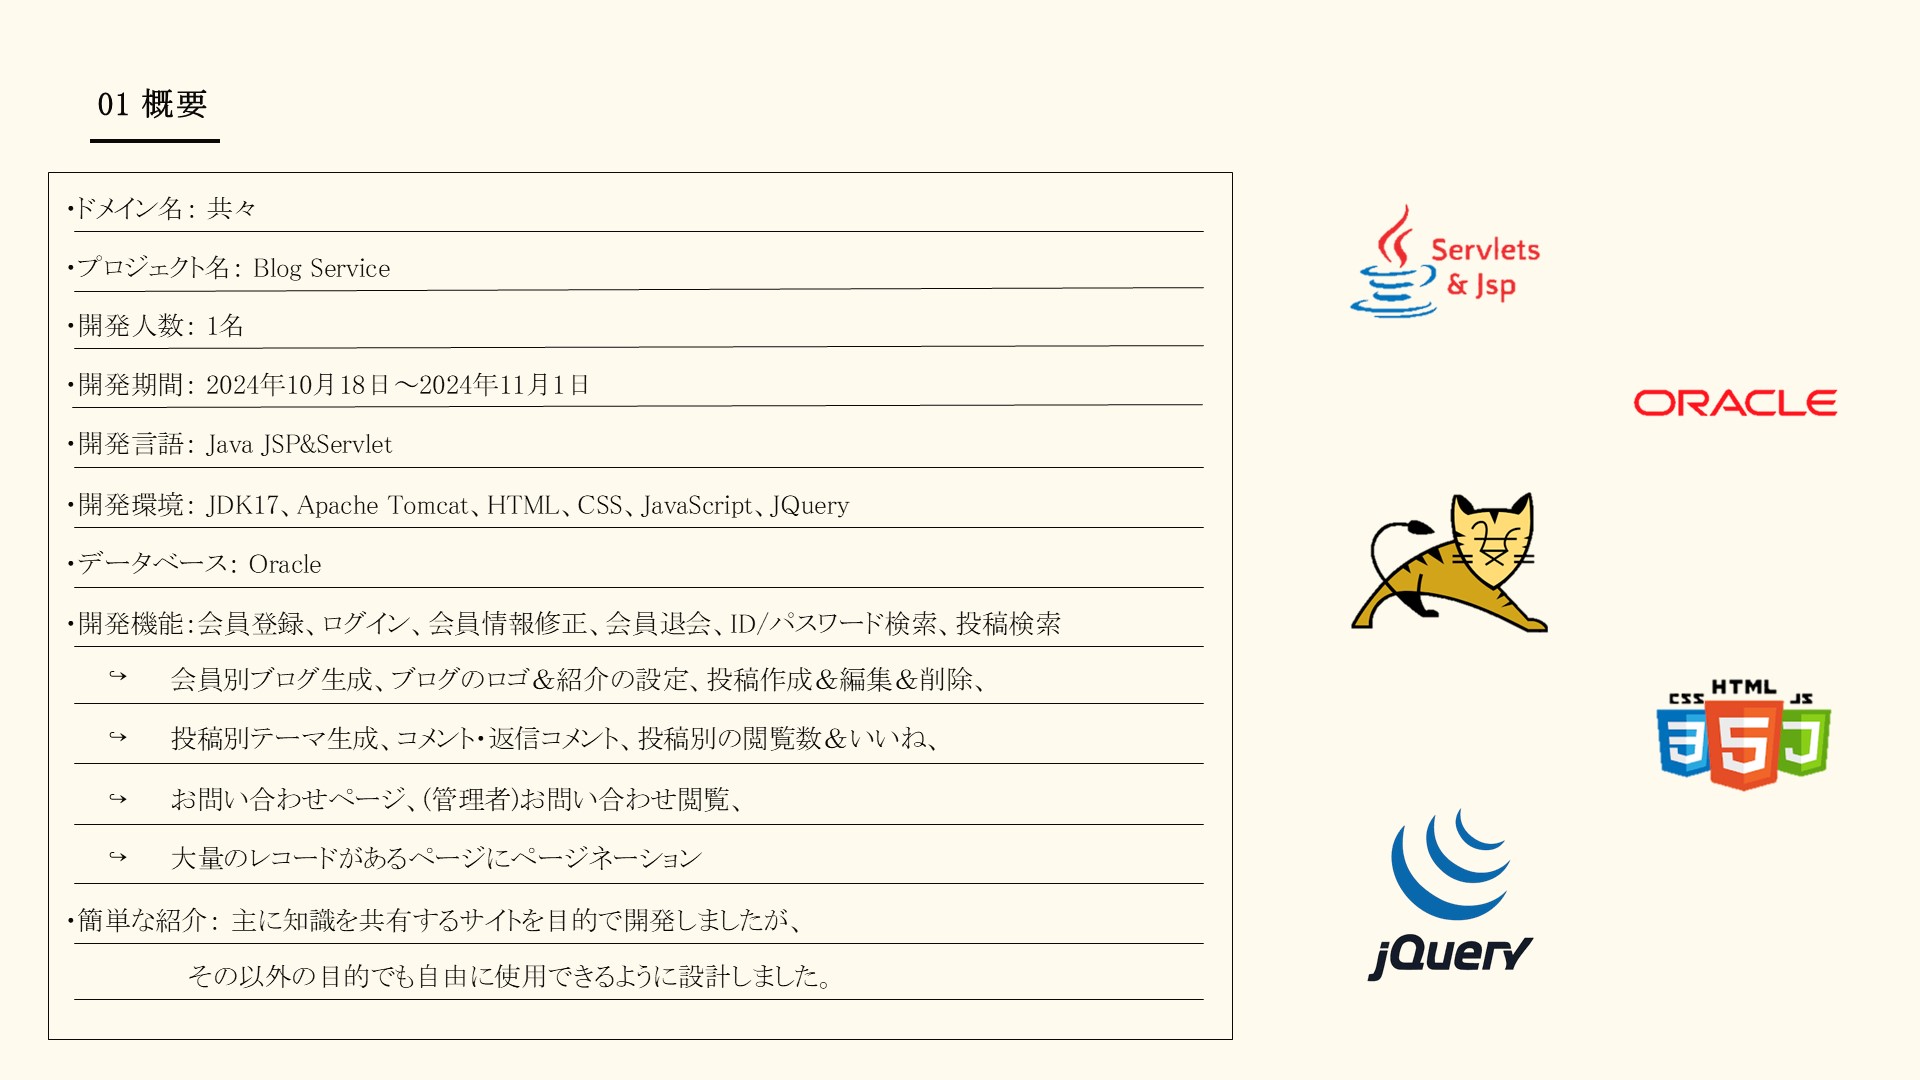 01 概要
・ドメイン名: 共々
・プロジェクト名: Blog Service
・開発人数: 1名
・開発期間: 2024年10月18日～2024年11月1日
・開発言語: Java JSP&Servlet
・開発環境: JDK17、Apache Tomcat、HTML、CSS、JavaScript、JQuery
・データベース: Oracle
・開発機能:会員登録、ログイン、会員情報修正、会員退会、ID/パスワード検索、投稿検索
↪ 会員別ブログ生成、ブログのロゴ＆紹介の設定、投稿作成＆編集＆削除、
↪ 投稿別テーマ生成、コメント・返信コメント、投稿別の閲覧数＆いいね、
↪ お問い合わせページ、(管理者)お問い合わせ閲覧、
↪ 大量のレコードがあるページにページネーション
・簡単な紹介: 主に知識を共有するサイトを目的で開発しましたが、
その以外の目的でも自由に使用できるように設計しました。
Servlets
& Jsp
ORACLE
CSS HTML JS
3 5 J
jQuery